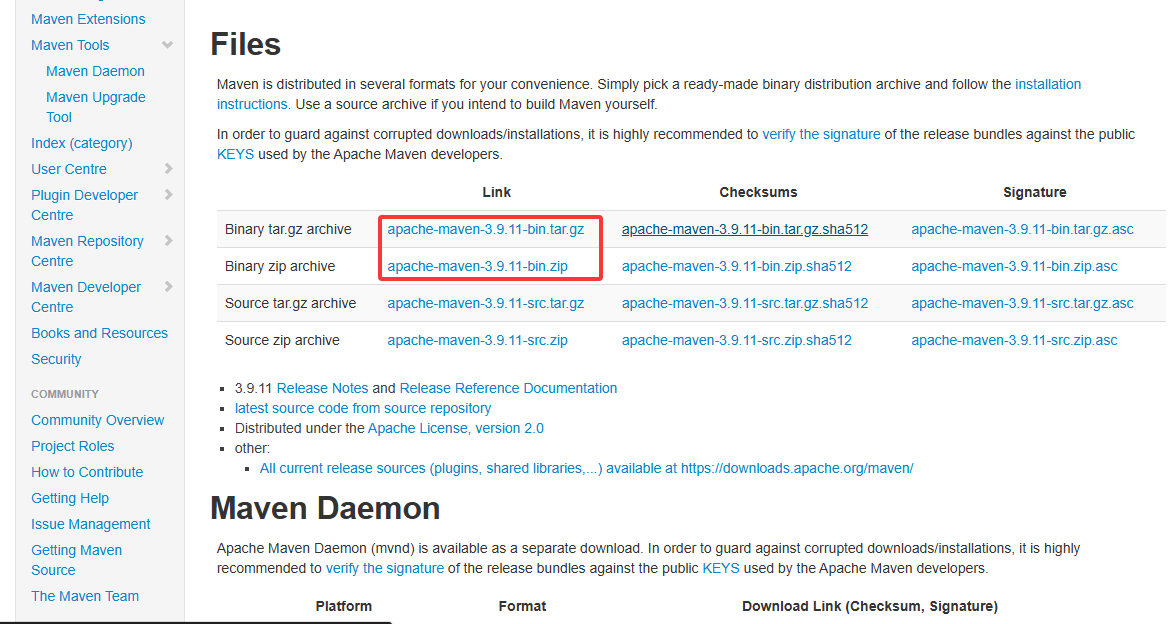 Maven Extensions
Maven Tools
Maven Daemon
Maven Upgrade
Tool
Index (category)
User Centre
Plugin Developer
Centre
Maven Repository
Centre
Maven Developer
Centre
Books and Resources
Security
COMMUNITY
Community Overview
Project Roles
How to Contribute
Getting Help
Issue Management
Getting Maven
Source
The Maven Team
Files
Maven is distributed in several formats for your convenience. Simply pick a ready-made binary distribution archive and follow the installation
instructions. Use a source archive if you intend to build Maven yourself.
In order to guard against corrupted downloads/installations, it is highly recommended to verify the signature of the release bundles against the public
KEYS used by the Apache Maven developers.
Link Checksums Signature
Binary tar.gz archive apache-maven-3.9.11-bin.tar.gz apache-maven-3.9.11-bin.tar.gz.sha512 apache-maven-3.9.11-bin.tar.gz.asc
Binary zip archive apache-maven-3.9.11-bin.zip apache-maven-3.9.11-bin.zip.sha512 apache-maven-3.9.11-bin.zip.asc
Source tar.gz archive apache-maven-3.9.11-src.tar.gz apache-maven-3.9.11-src.tar.gz.sha512 apache-maven-3.9.11-src.tar.gz.asc
Source zip archive apache-maven-3.9.11-src.zip apache-maven-3.9.11-src.zip.sha512 apache-maven-3.9.11-src.zip.asc
3.9.11 Release Notes and Release Reference Documentation
latest source code from source repository
Distributed under the Apache License, version 2.0
other:
All current release sources (plugins, shared libraries,...) available at https://downloads.apache.org/maven/
Maven Daemon
Apache Maven Daemon (mvnd) is available as a separate download. In order to guard against corrupted downloads/installations, it is highly
recommended to verify the signature of the release bundles against the public KEYS used by the Apache Maven developers.
Platform Format Download Link (Checksum, Signature)